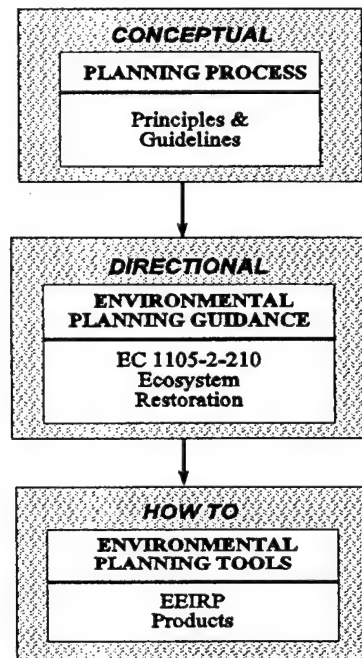 CONCEPTUAL
PLANNING PROCESS
Principles &
Guidelines
DIRECTIONAL
ENVIRONMENTAL
PLANNING GUIDANCE
EC 1105-2-210
Ecosystem
Restoration
HOW TO
ENVIRONMENTAL
PLANNING TOOLS
EEIRP
Products